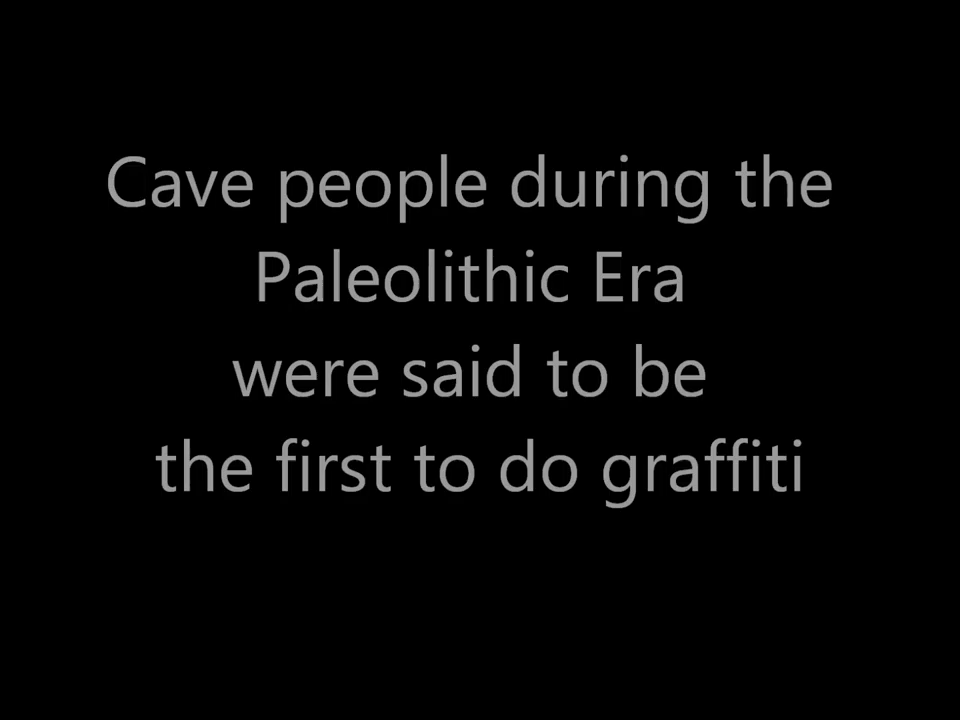 Cave people during the
Paleolithic Era
were said to be
the first to do graffiti